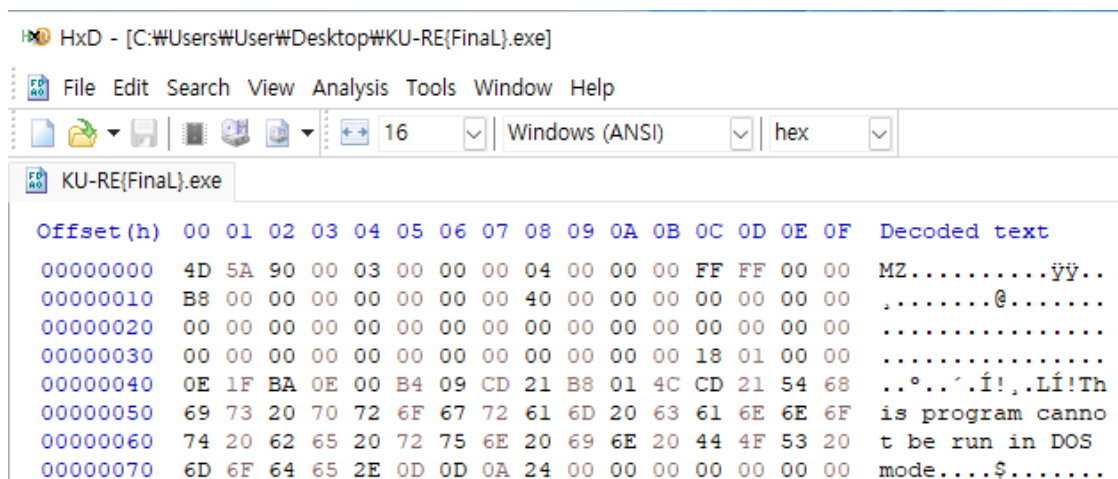 HxD - [C:₩Users₩User₩Desktop₩KU-RE{FinaL}.exe]
File Edit Search View Analysis Tools Window Help
16 Windows (ANSI) hex
KU-RE{FinaL}.exe
Offset(h) 00 01 02 03 04 05 06 07 08 09 0A 0B 0C 0D 0E 0F Decoded text
00000000 4D 5A 90 00 03 00 00 00 04 00 00 00 FF FF 00 00 MZ..........ÿÿ..
00000010 B8 00 00 00 00 00 00 00 40 00 00 00 00 00 00 00 ¸.......@.......
00000020 00 00 00 00 00 00 00 00 00 00 00 00 00 00 00 00 ................
00000030 00 00 00 00 00 00 00 00 00 00 00 00 18 01 00 00 ................
00000040 0E 1F BA 0E 00 B4 09 CD 21 B8 01 4C CD 21 54 68 ..º..´.Í!¸.LÍ!Th
00000050 69 73 20 70 72 6F 67 72 61 6D 20 63 61 6E 6E 6F is program canno
00000060 74 20 62 65 20 72 75 6E 20 69 6E 20 44 4F 53 20 t be run in DOS
00000070 6D 6F 64 65 2E 0D 0D 0A 24 00 00 00 00 00 00 00 mode....$.......